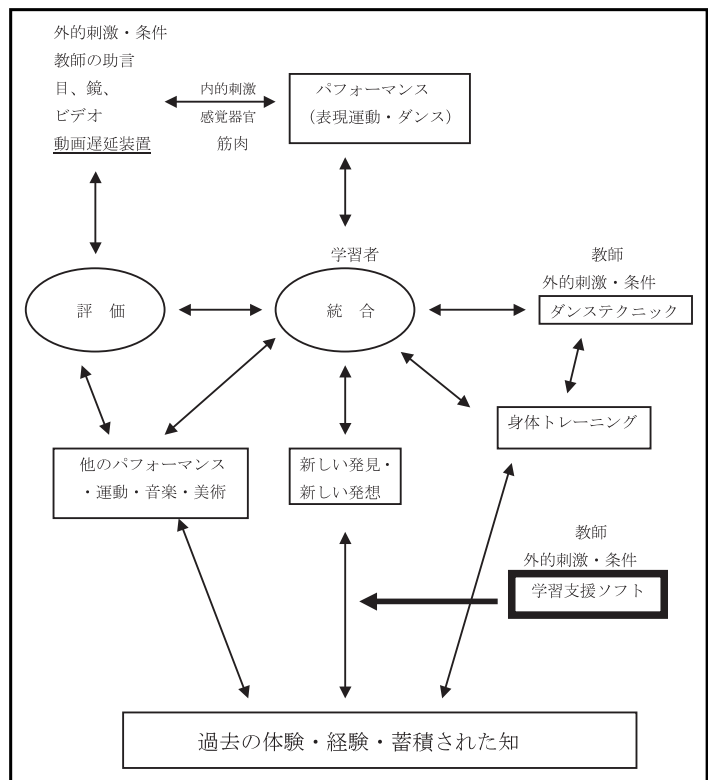 外的刺激・条件
教師の助言
目、鏡、
ビデオ
動画遅延装置
内的刺激
感覚器官
筋肉
パフォーマンス
(表現運動・ダンス)
学習者
教師
外的刺激・条件
評 価
統 合
ダンステクニック
身体トレーニング
他のパフォーマンス
・運動・音楽・美術
新しい発見・
新しい発想
教師
外的刺激・条件
学習支援ソフト
過去の体験・経験・蓄積された知